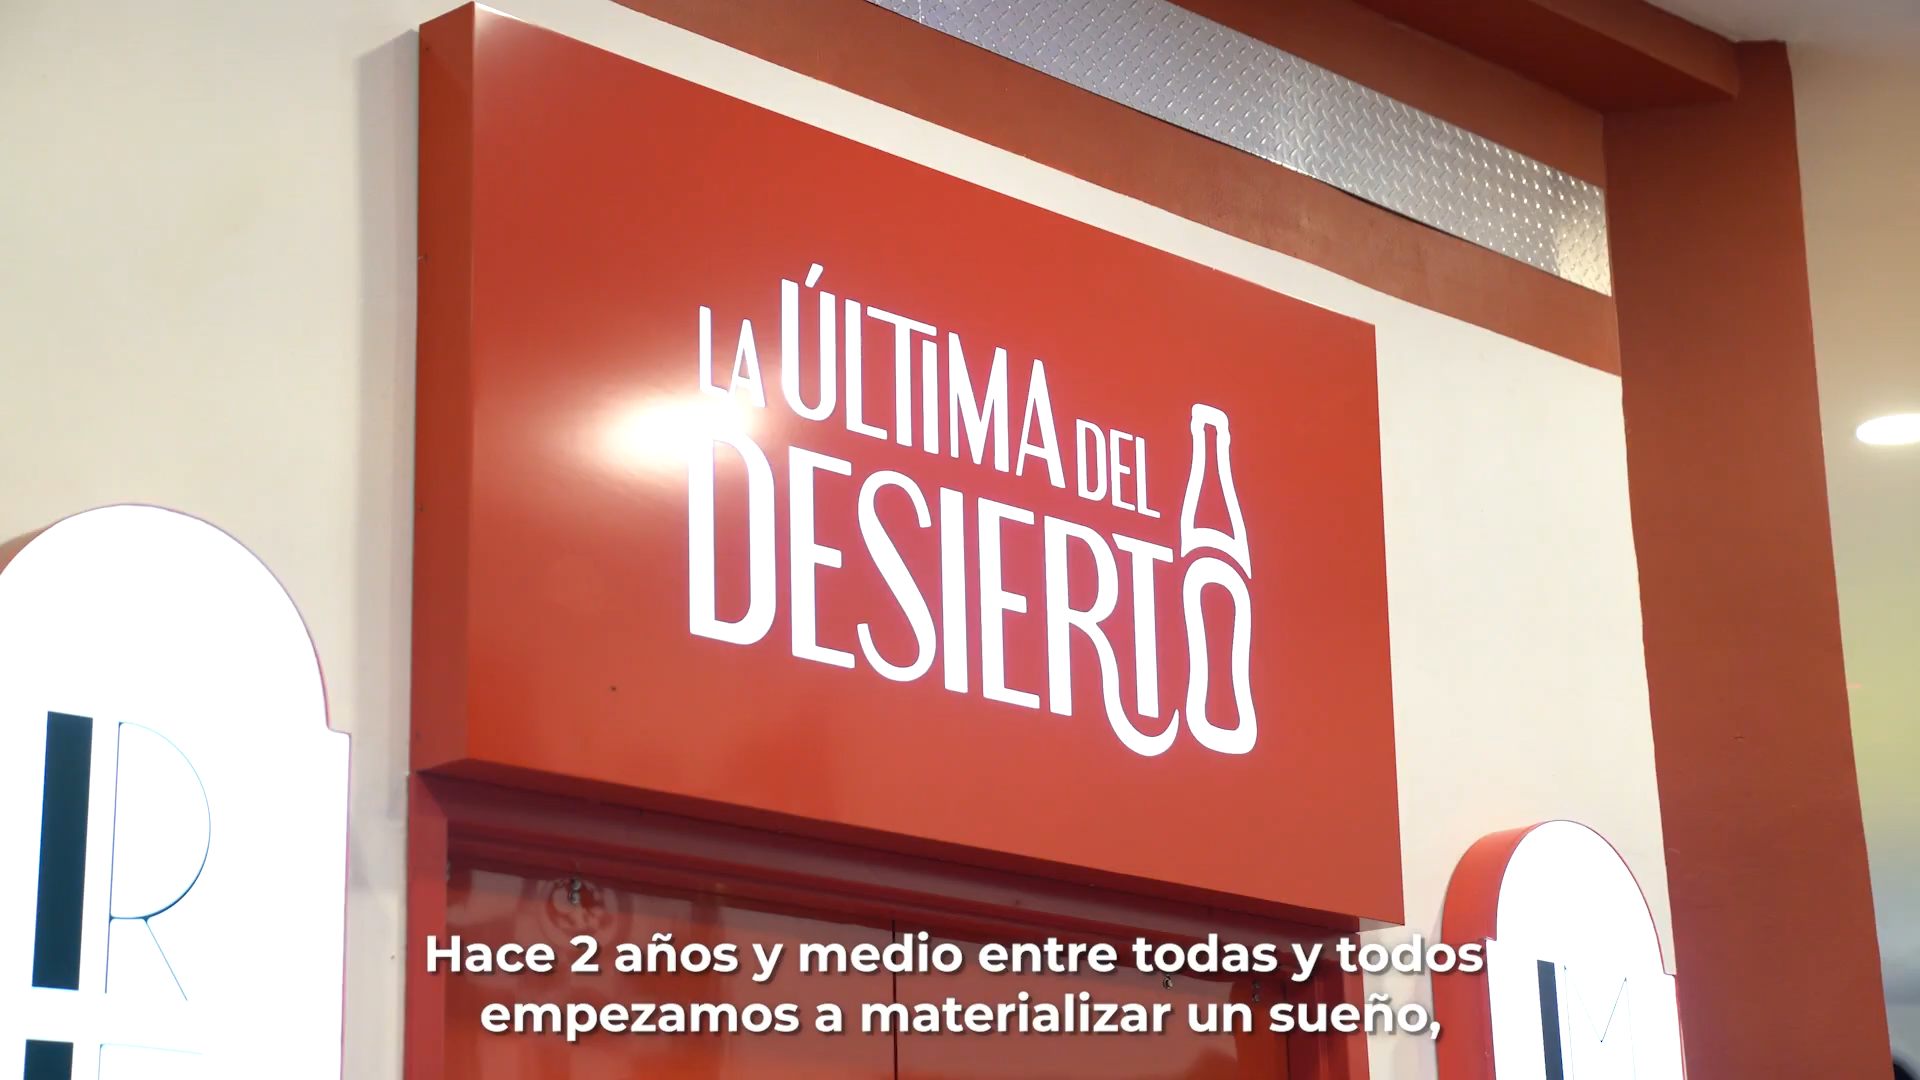 LA ÚLTIMA DEL
DESIERTO
R
M
Hace 2 años y medio entre todas y todos
empezamos a materializar un sueño,